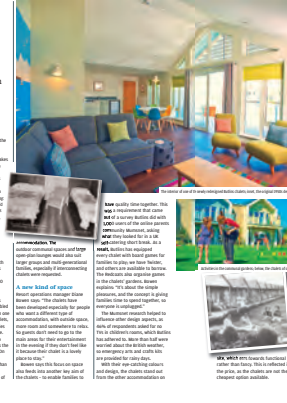 The interior of one of its newly redesigned Butlins chalets. Inset, the original 1940s
accommodation. The
outdoor communal spaces and large
open-plan lounges would also suit
larger groups and multi-generational
families, especially if interconnecting
chalets were requested.
A new kind of space
Resort operations manager Diane
Bowen says: "The chalets have
been developed especially for people
who want a different type of
accommodation, with outside space,
more room and somewhere to relax.
So guests don't need to go to the
main areas for their entertainment
in the evening if they don't feel like
it because their chalet is a lovely
place to stay."
Bowen says this focus on space
also feeds into another key aim of
the chalets – to enable families to
have quality time together. This
was a requirement that came
out of a survey Butlins did with
1,000 users of the online parents
community Mumsnet, asking
what they looked for in a UK
self-catering short break. As a
result, Butlins has equipped
every chalet with board games for
families to play; we have Twister,
and others are available to borrow.
The Redcoats also organise games
in the chalets' gardens. Bowen
explains: "It's about the simple
pleasures, and the concept is giving
families time to spend together, so
everyone is unplugged."
The Mumsnet research helped to
influence other design aspects, as
of respondents asked for no
TVs in children's rooms, which Butlins
has adhered to. More than half were
worried about the British weather,
so emergency arts and crafts kits
are provided for rainy days.
With their eye-catching colours
and design, the chalets stand out
from the other accommodation on
Activities in the communal gardens; below, the chalets of
site, which errs towards functional
rather than fancy. This is reflected
the price, as the chalets are not the
cheapest option available.